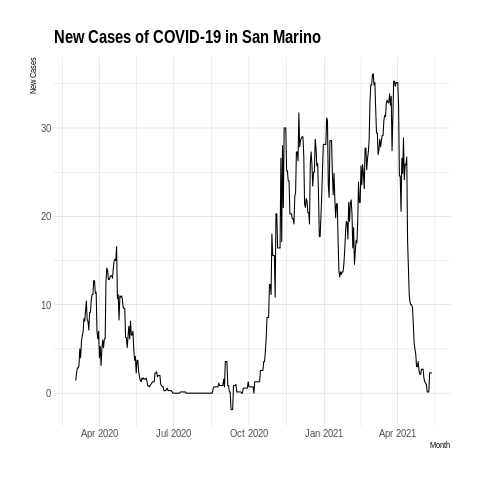 New Cases of COVID-19 in San Marino
New Cases
30
20
10
0
Apr 2020 Jul 2020 Oct 2020 Jan 2021 Apr 2021
Month